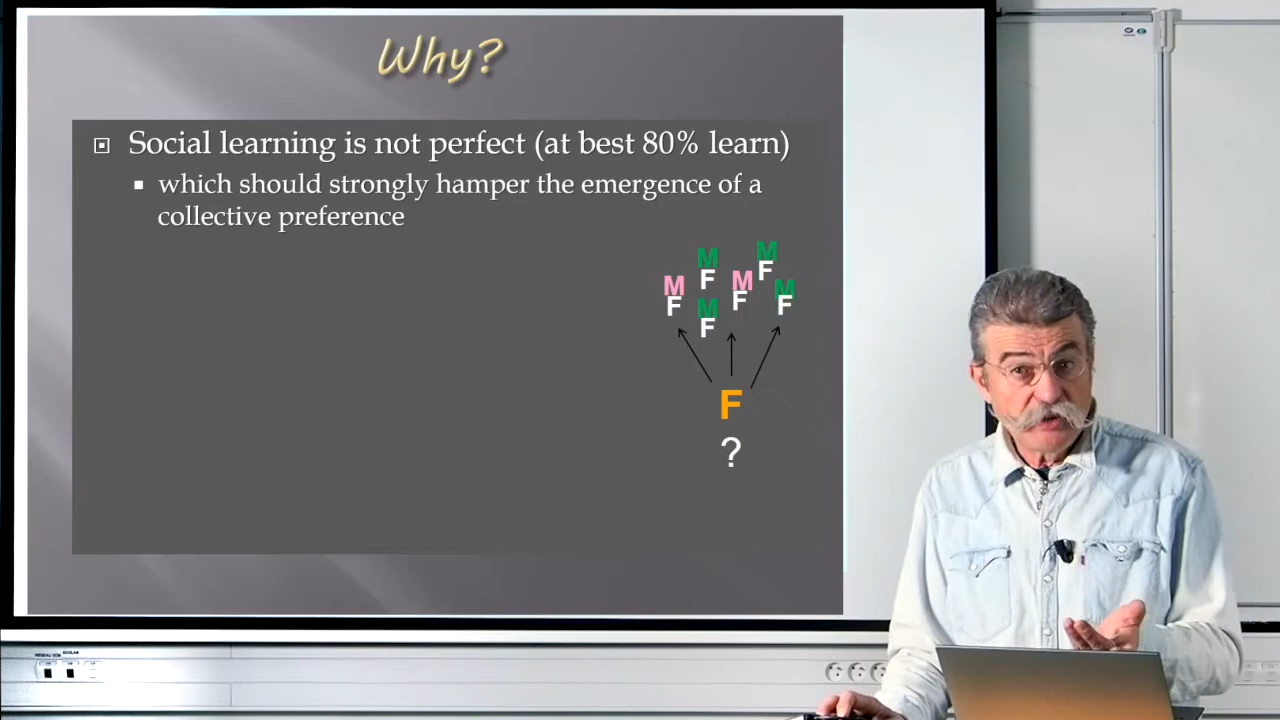 Why?
Social learning is not perfect (at best 80% learn)
which should strongly hamper the emergence of a
collective preference
M M
F F
M M M
F F F
M
F
F
?